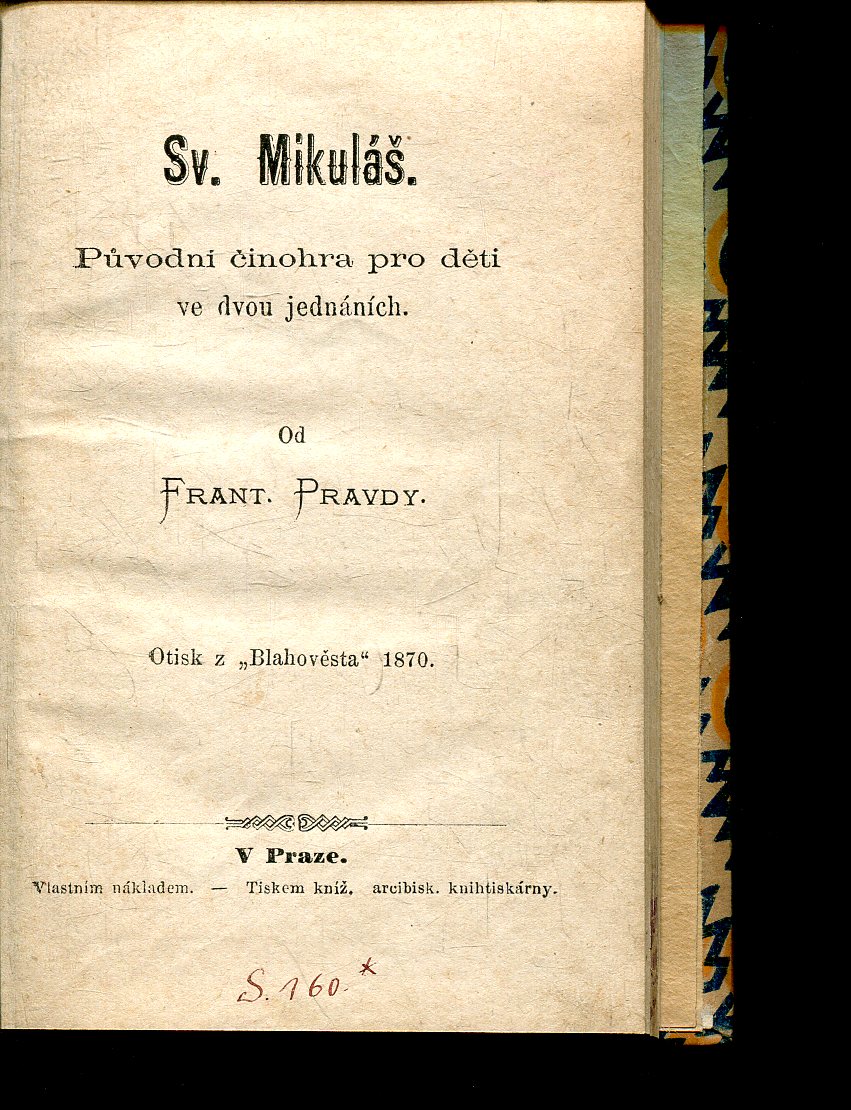 Sv. Mikuláš.
Původní činohra pro děti
ve dvou jednáních.
Od
FRANT. PRAVDY.
Otisk z „Blahověsta“ 1870.
V Praze.
Vlastním nákladem. — Tiskem kníž. arcibisk. knihtiskárny.
S. 160.*